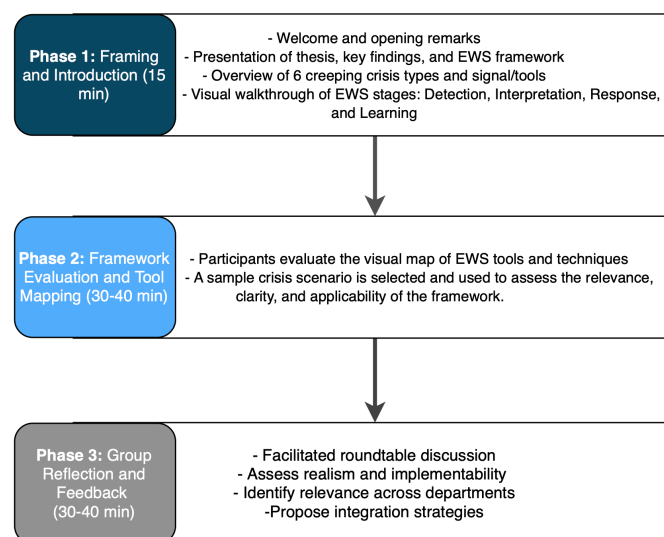 Phase 1: Framing
and Introduction (15
min)
- Welcome and opening remarks
- Presentation of thesis, key findings, and EWS framework
- Overview of 6 creeping crisis types and signal/tools
- Visual walkthrough of EWS stages: Detection, Interpretation, Response,
and Learning
Phase 2: Framework
Evaluation and Tool
Mapping (30-40 min)
- Participants evaluate the visual map of EWS tools and techniques
- A sample crisis scenario is selected and used to assess the relevance,
clarity, and applicability of the framework.
Phase 3: Group
Reflection and
Feedback
(30-40 min)
- Facilitated roundtable discussion
- Assess realism and implementability
- Identify relevance across departments
-Propose integration strategies